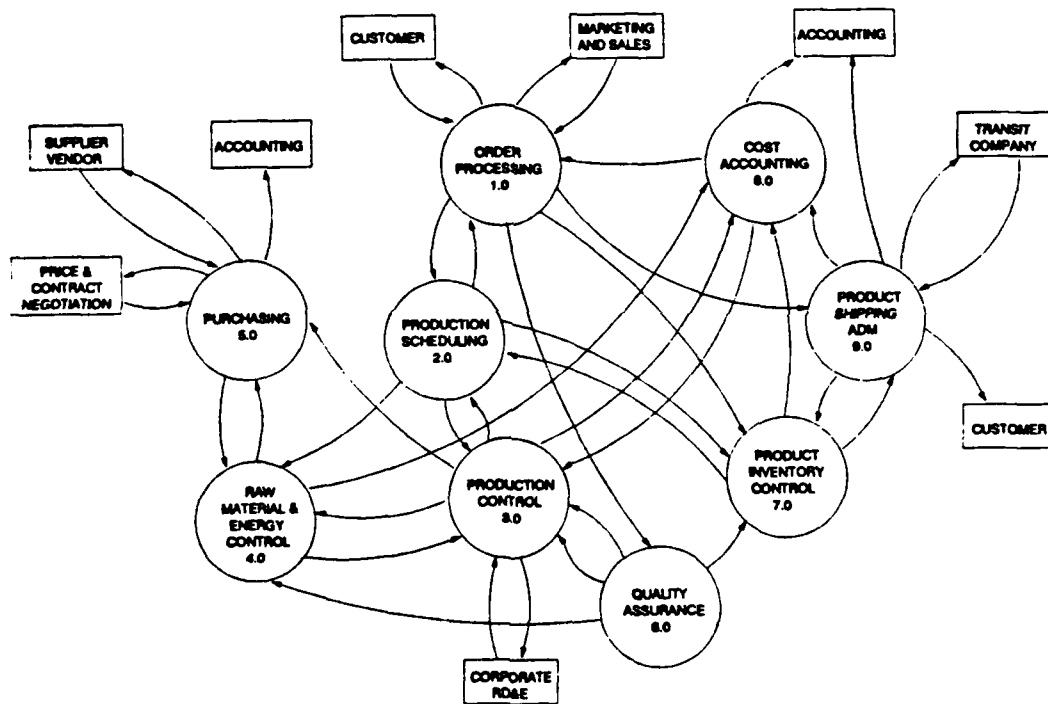 CUSTOMER
MARKETING
AND SALES
ACCOUNTING
SUPPLIER
VENDOR
ACCOUNTING
ORDER
PROCESSING
1.0
COST
ACCOUNTING
8.0
TRANSIT
COMPANY
PRICE &
CONTRACT
NEGOTIATION
PURCHASING
5.0
PRODUCTION
SCHEDULING
2.0
PRODUCT
SHIPPING
ADM
9.0
CUSTOMER
RAW
MATERIAL &
ENERGY
CONTROL
4.0
PRODUCTION
CONTROL
3.0
PRODUCT
INVENTORY
CONTROL
7.0
QUALITY
ASSURANCE
6.0
CORPORATE
RD&E